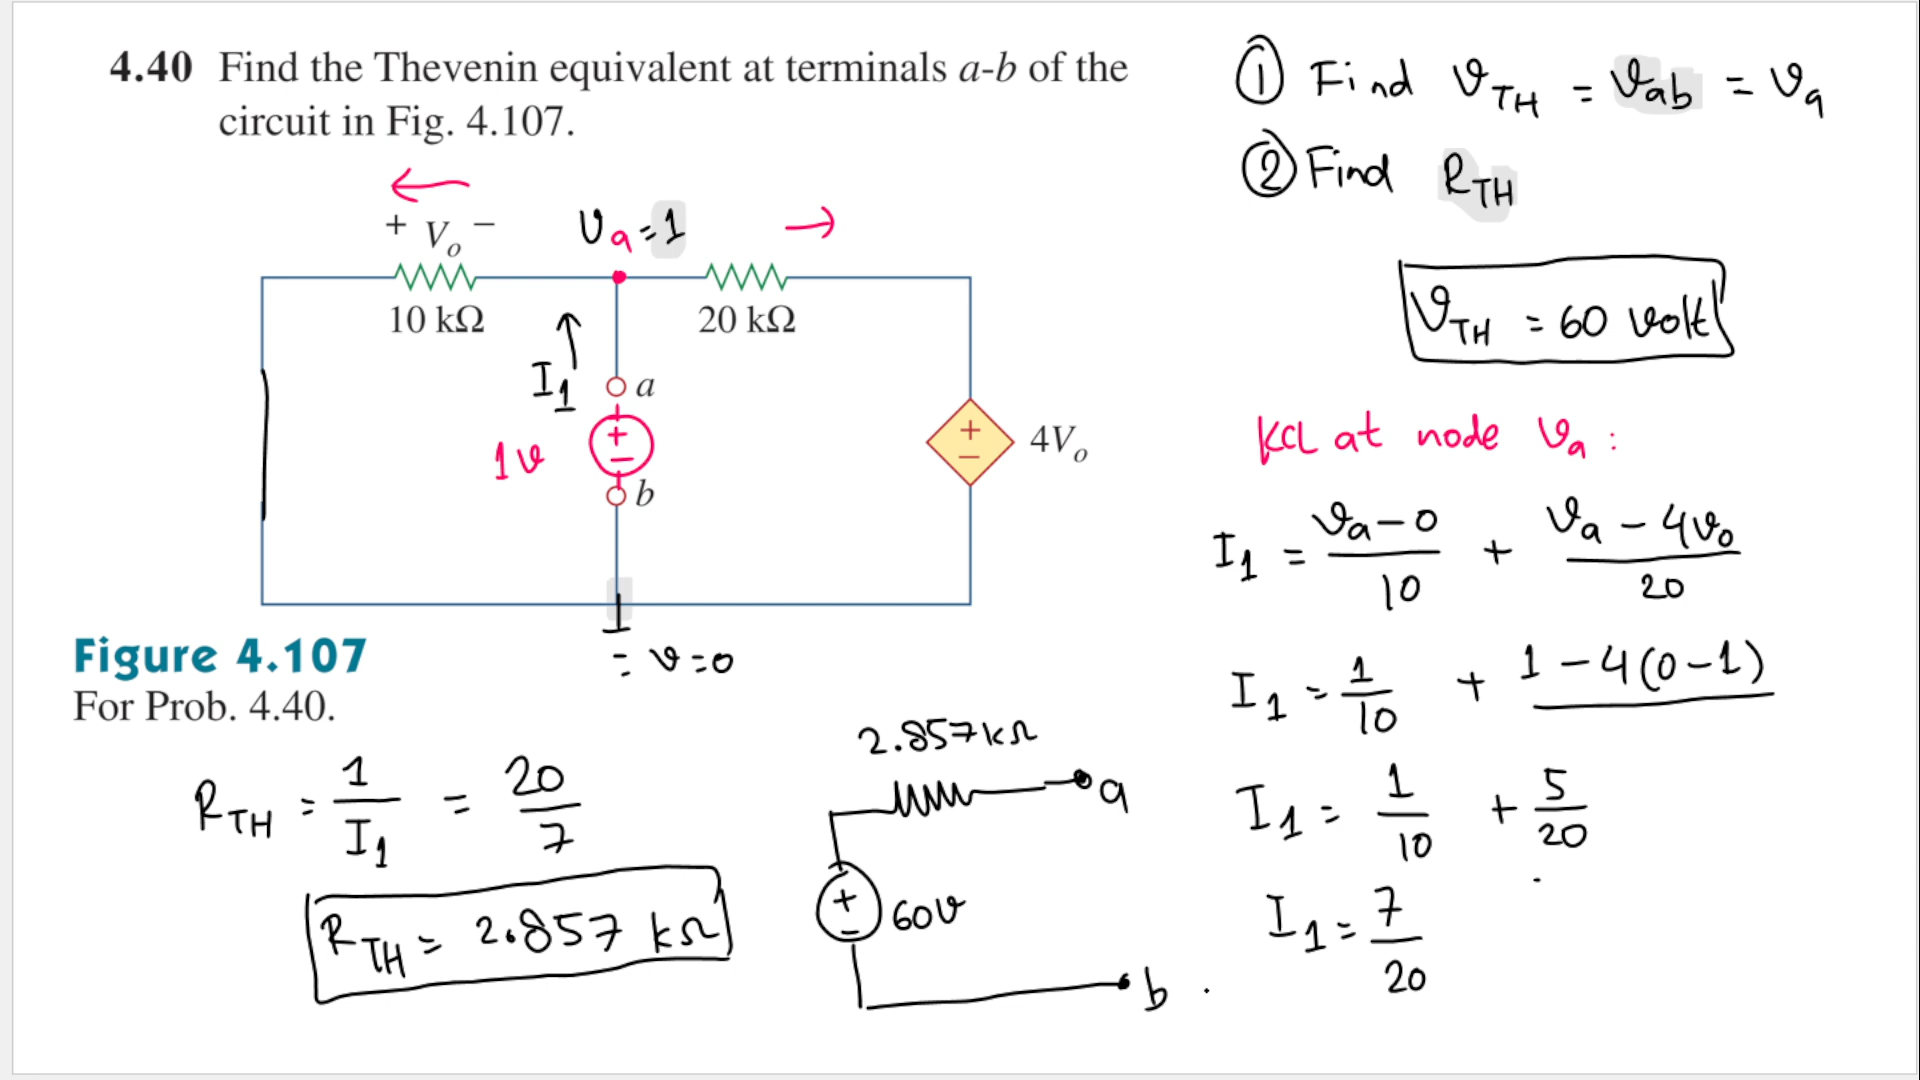 4.40 Find the Thevenin equivalent at terminals a-b of the
circuit in Fig. 4.107.
① Find V_TH = V_ab = V_a
② Find R_TH
V_TH = 60 volt
+ V_o −
V_a = 1
10 kΩ
20 kΩ
I_1
a
1v
+
−
b
+
−
4V_o
= v = 0
Figure 4.107
For Prob. 4.40.
KCL at node V_a :
I_1 = (V_a − 0)/10 + (V_a − 4V_o)/20
I_1 = 1/10 + 1 − 4(0 − 1)
I_1 = 1/10 + 5/20
I_1 = 7/20
R_TH = 1/I_1 = 20/7
R_TH = 2.857 kΩ
2.857 kΩ
a
+
−
60v
b